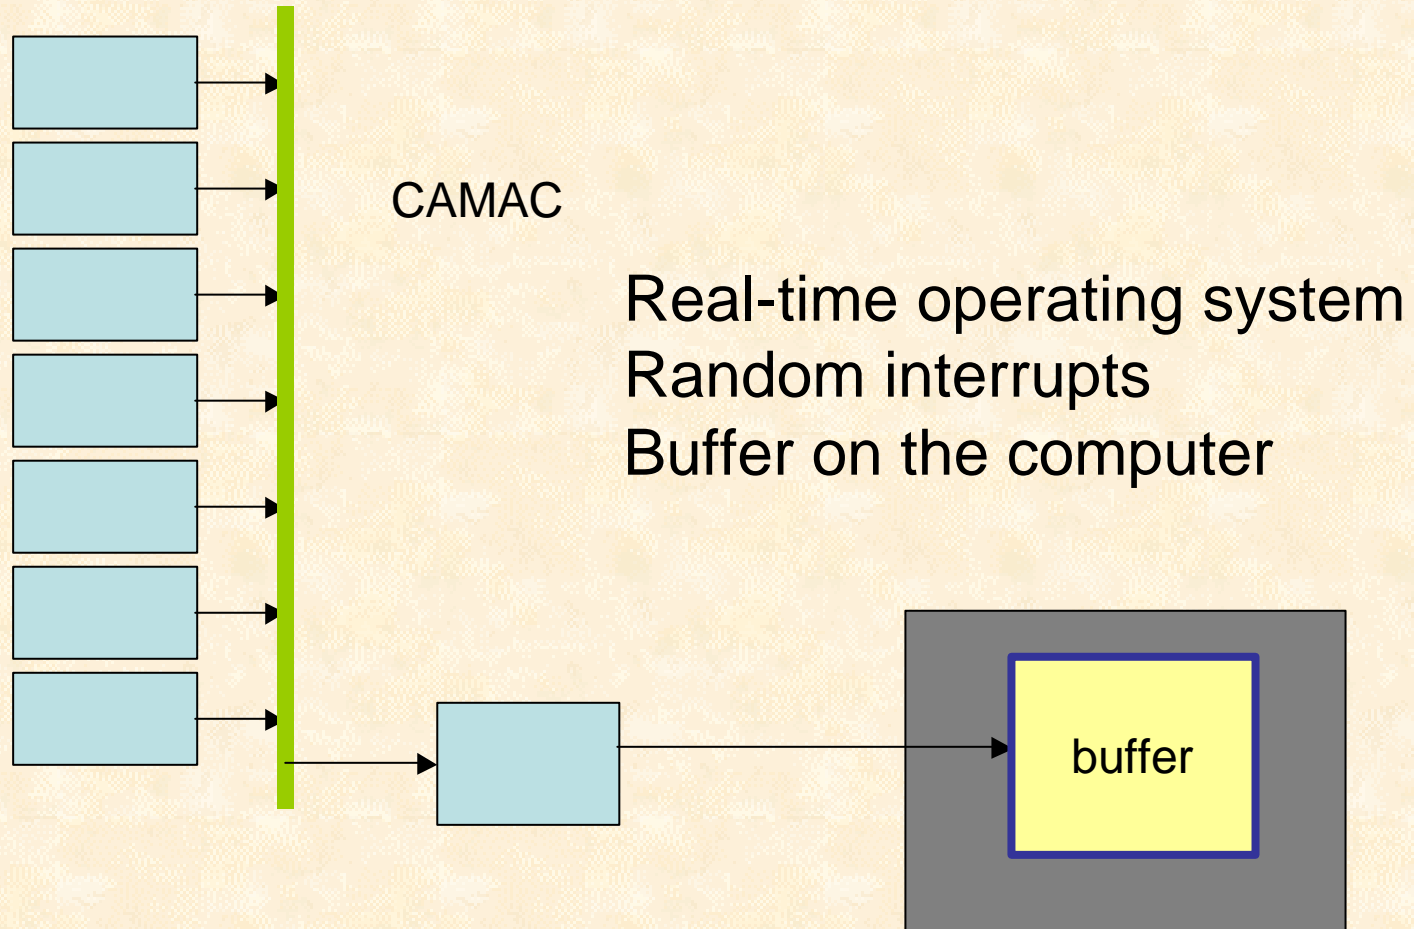 CAMAC
Real-time operating system
Random interrupts
Buffer on the computer
buffer